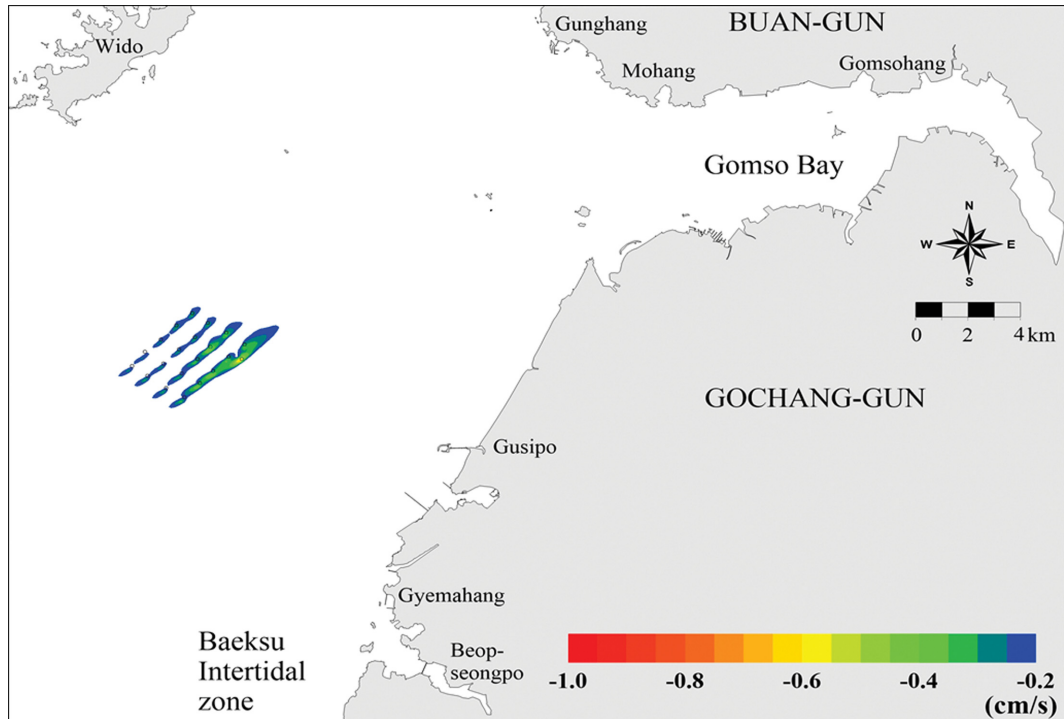 Gunghang
BUAN-GUN
Wido
Mohang
Gomsohang
Gomso Bay
N
W
E
S
0 2 4 km
GOCHANG-GUN
Gusipo
Gyemahang
Baeksu
Intertidal
zone
Beop-
seongpo
-1.0 -0.8 -0.6 -0.4 -0.2
(cm/s)